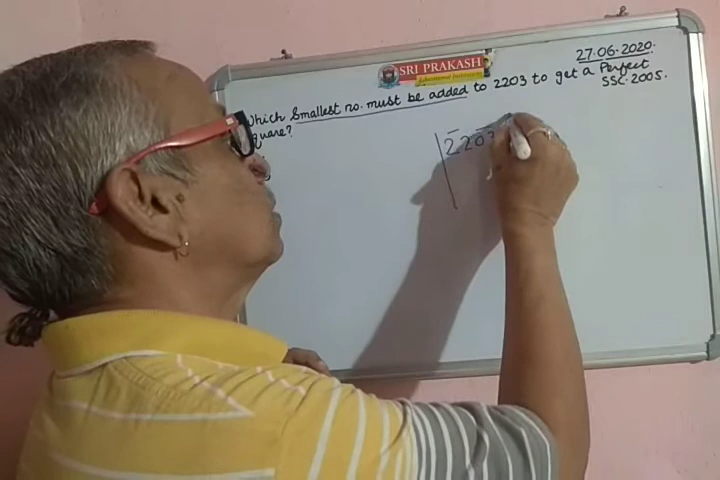 27.06.2020.
SRI PRAKASH
Educational Institute
Which Smallest no. must be added to 2203 to get a Perfect
square?
SSC.2005.
2203